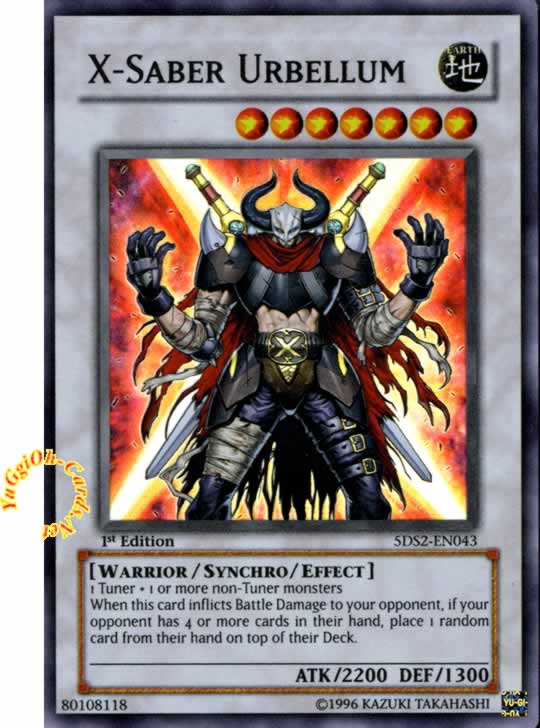 X-SABER URBELLUM
EARTH
地
YuGgiOh-Cards.Net
1st Edition
5DS2-EN043
[WARRIOR/SYNCHRO/EFFECT]
1 Tuner + 1 or more non-Tuner monsters
When this card inflicts Battle Damage to your opponent, if your
opponent has 4 or more cards in their hand, place 1 random
card from their hand on top of their Deck.
ATK/2200 DEF/1300
80108118
©1996 KAZUKI TAKAHASHI
YU-GI-